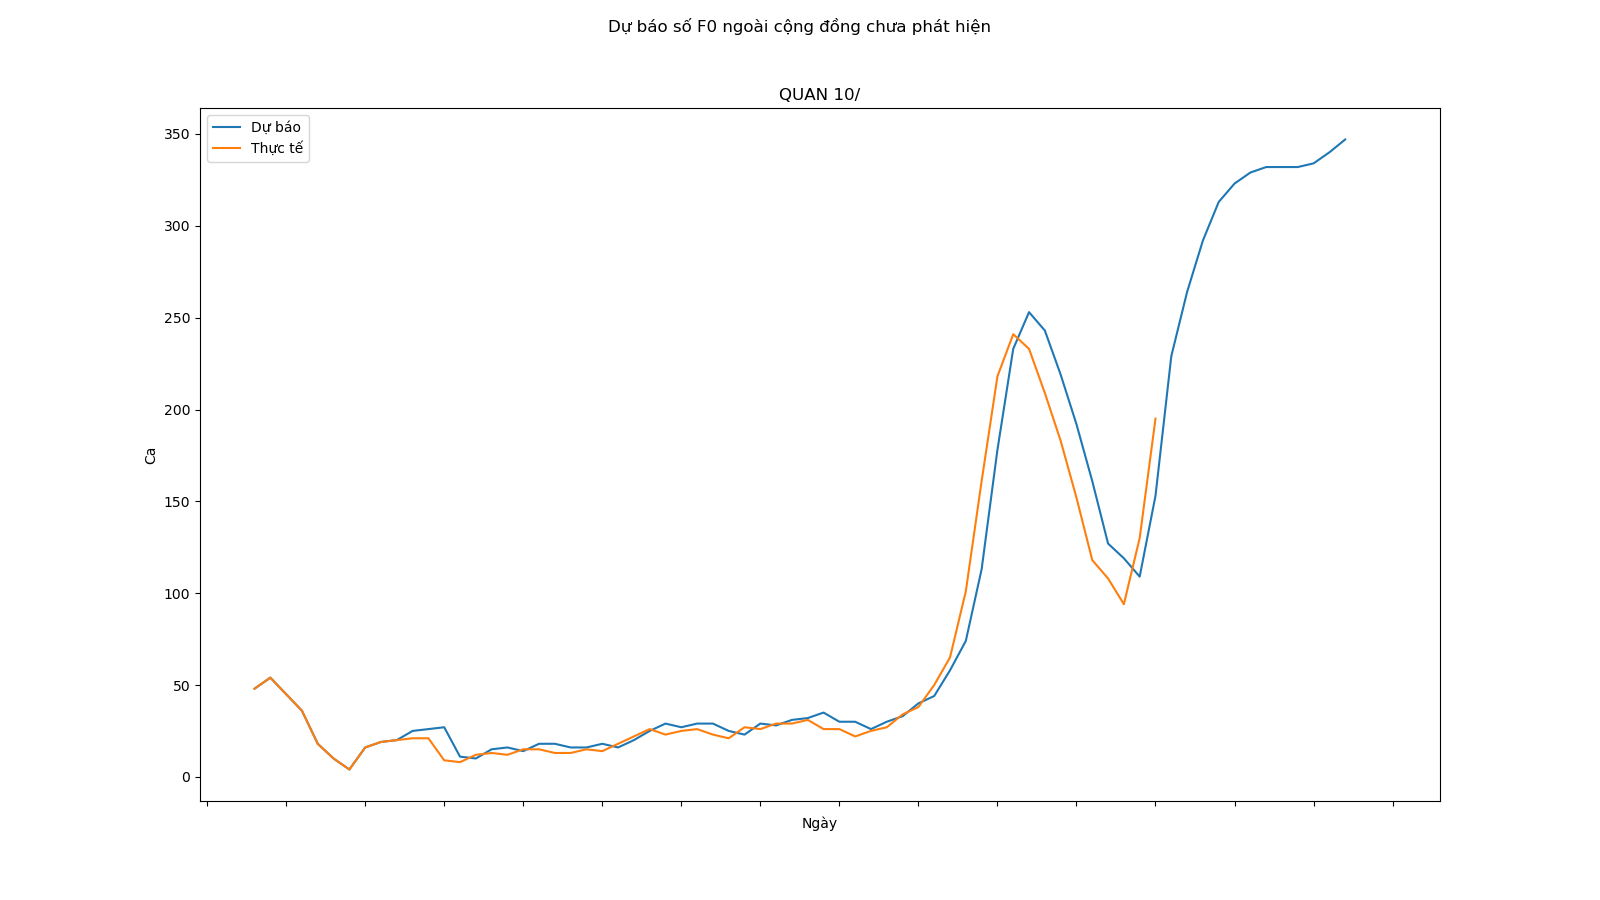 Dự báo số F0 ngoài cộng đồng chưa phát hiện
QUAN 10/
Dự báo
Thực tế
350
300
250
200
150
100
50
0
Ca
Ngày